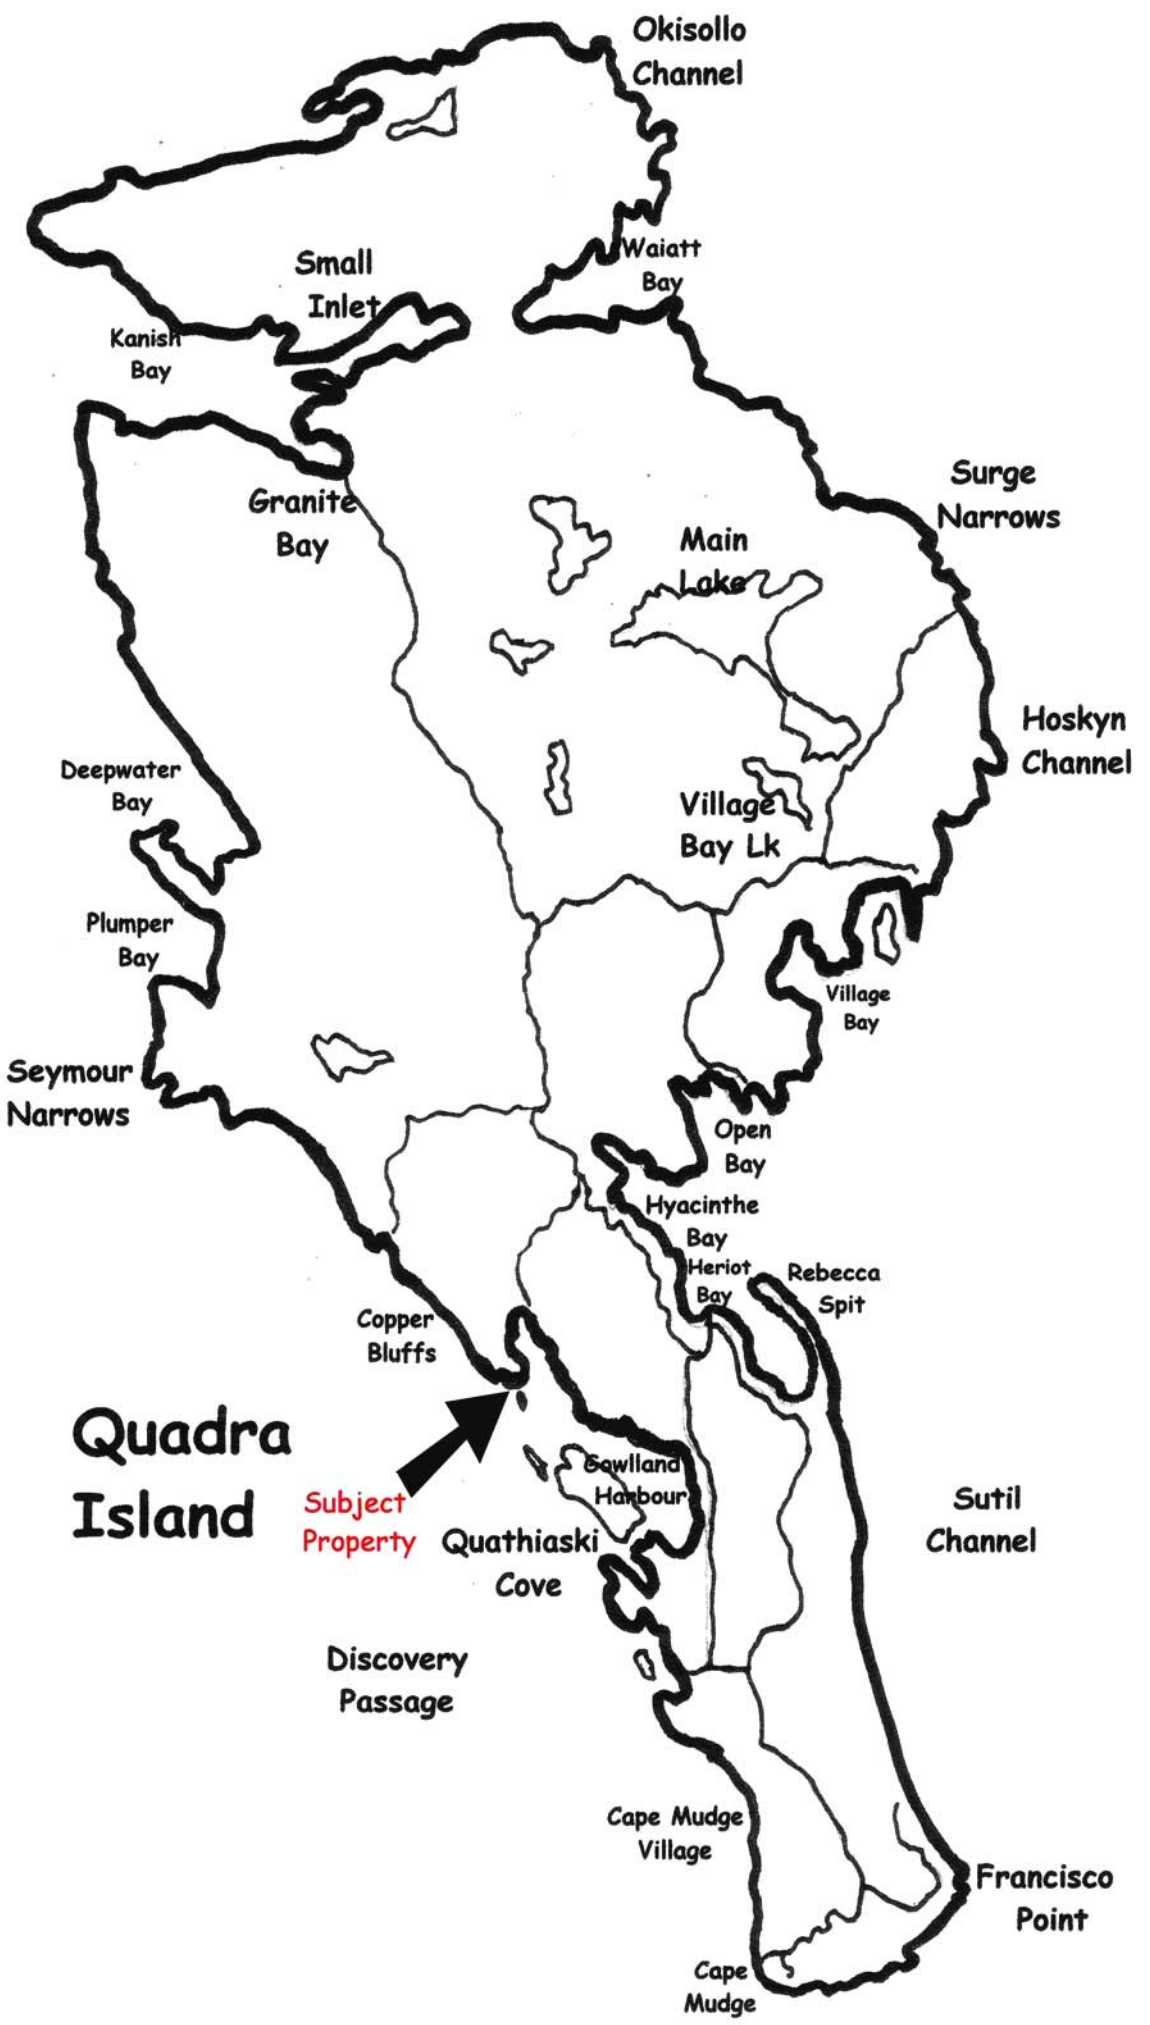 Okisollo
Channel
Waiatt
Bay
Small
Inlet
Kanish
Bay
Granite
Bay
Surge
Narrows
Main
Lake
Hoskyn
Channel
Deepwater
Bay
Village
Bay Lk
Plumper
Bay
Village
Bay
Seymour
Narrows
Open
Bay
Hyacinthe
Bay
Heriot
Bay
Rebecca
Spit
Copper
Bluffs
Quadra
Island
Subject
Property
Gowlland
Harbour
Quathiaski
Cove
Sutil
Channel
Discovery
Passage
Cape Mudge
Village
Francisco
Point
Cape
Mudge